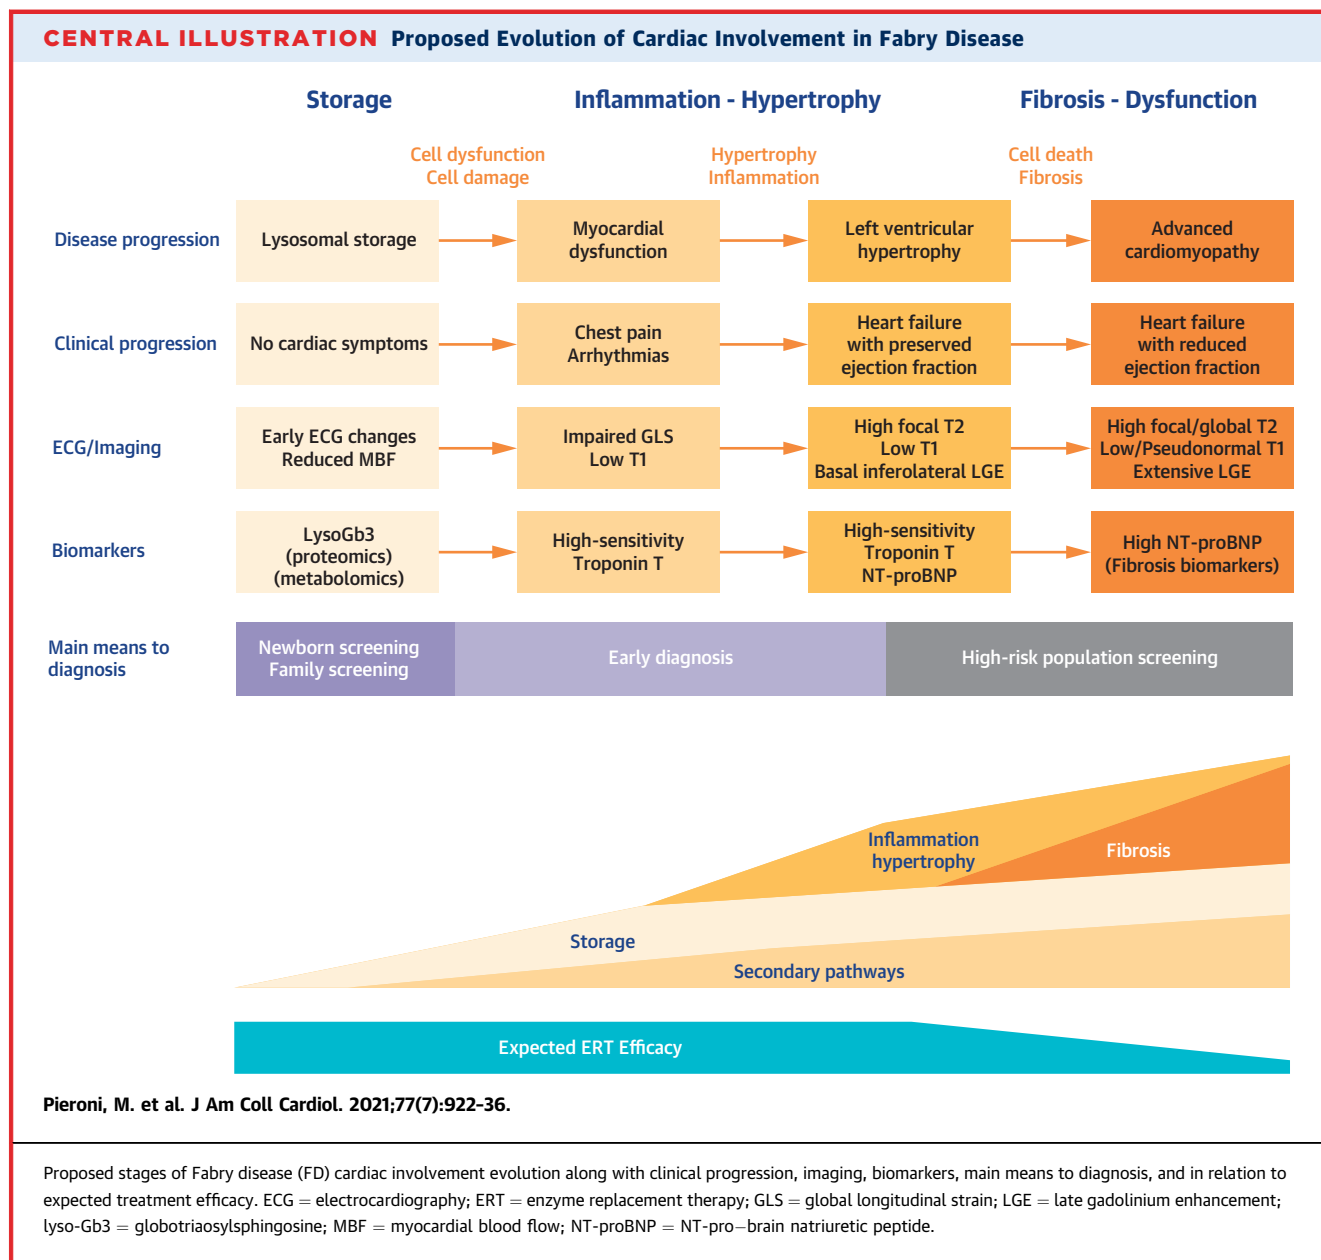 CENTRAL ILLUSTRATION Proposed Evolution of Cardiac Involvement in Fabry Disease
Storage
Inflammation - Hypertrophy
Fibrosis - Dysfunction
Cell dysfunction
Cell damage
Hypertrophy
Inflammation
Cell death
Fibrosis
Disease progression
Lysosomal storage
Myocardial
dysfunction
Left ventricular
hypertrophy
Advanced
cardiomyopathy
Clinical progression
No cardiac symptoms
Chest pain
Arrhythmias
Heart failure
with preserved
ejection fraction
Heart failure
with reduced
ejection fraction
ECG/Imaging
Early ECG changes
Reduced MBF
Impaired GLS
Low T1
High focal T2
Low T1
Basal inferolateral LGE
High focal/global T2
Low/Pseudonormal T1
Extensive LGE
Biomarkers
LysoGb3
(proteomics)
(metabolomics)
High-sensitivity
Troponin T
High-sensitivity
Troponin T
NT-proBNP
High NT-proBNP
(Fibrosis biomarkers)
Main means to
diagnosis
Newborn screening
Family screening
Early diagnosis
High-risk population screening
Inflammation
hypertrophy
Fibrosis
Storage
Secondary pathways
Expected ERT Efficacy
Pieroni, M. et al. J Am Coll Cardiol. 2021;77(7):922–36.
Proposed stages of Fabry disease (FD) cardiac involvement evolution along with clinical progression, imaging, biomarkers, main means to diagnosis, and in relation to
expected treatment efficacy. ECG = electrocardiography; ERT = enzyme replacement therapy; GLS = global longitudinal strain; LGE = late gadolinium enhancement;
lyso-Gb3 = globotriaosylsphingosine; MBF = myocardial blood flow; NT-proBNP = NT-pro–brain natriuretic peptide.